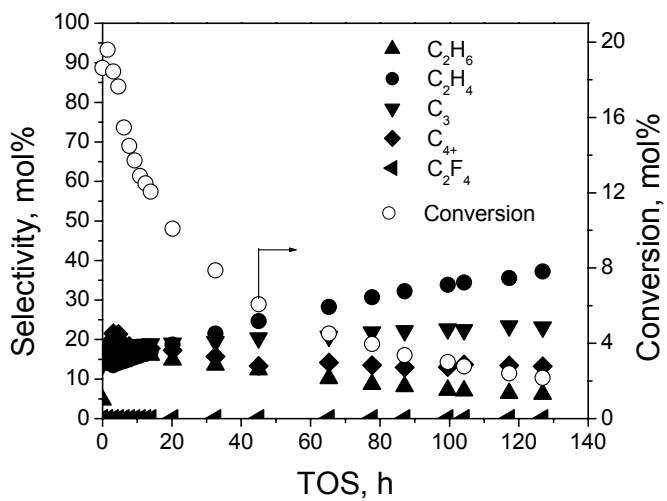 100
90
80
70
60
50
40
30
20
10
0
Selectivity, mol%
C₂H₆
C₂H₄
C₃
C₄₊
C₂F₄
Conversion
20
16
12
8
4
0
Conversion, mol%
0 20 40 60 80 100 120 140
TOS, h